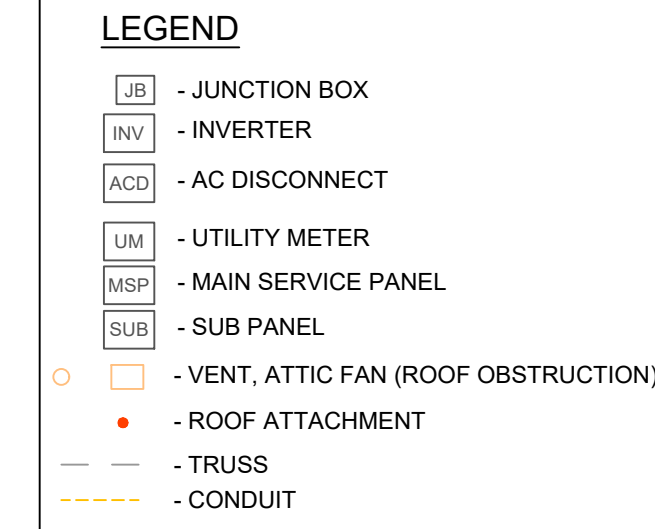 LEGEND
JB - JUNCTION BOX
INV - INVERTER
ACD - AC DISCONNECT
UM - UTILITY METER
MSP - MAIN SERVICE PANEL
SUB - SUB PANEL
- VENT, ATTIC FAN (ROOF OBSTRUCTION)
- ROOF ATTACHMENT
- TRUSS
- CONDUIT